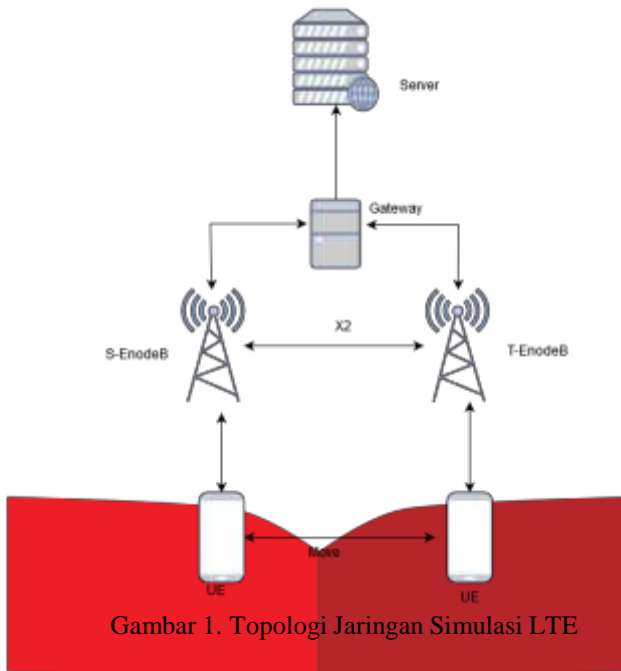 Server
Gateway
X2
S-EnodeB
T-EnodeB
Move
UE
UE
Gambar 1. Topologi Jaringan Simulasi LTE